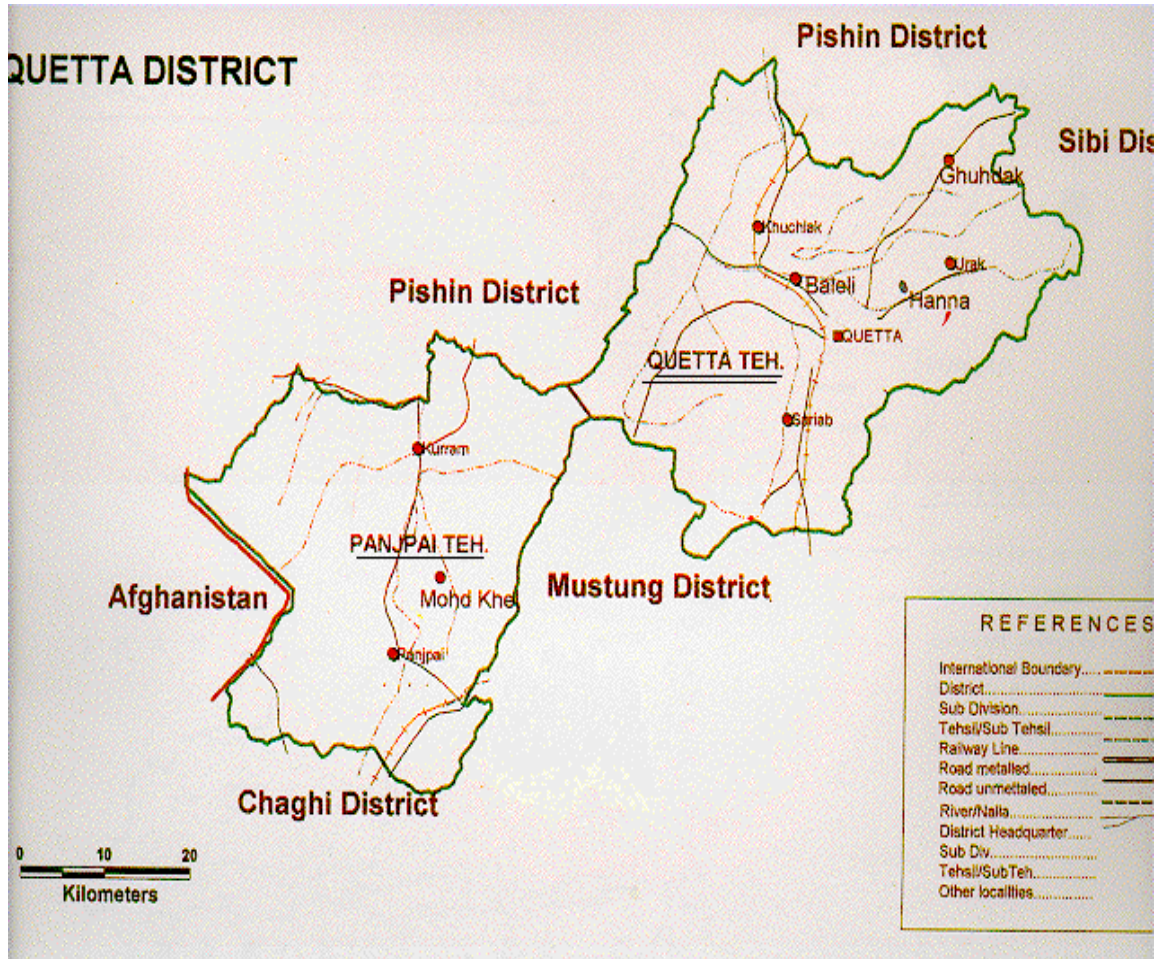 QUETTA DISTRICT
Pishin District
Sibi Dis
Ghuhdak
Khuchlak
Urak
Baleli
Hanna
Pishin District
QUETTA
QUETTA TEH.
Sariab
Kurram
PANJPAI TEH.
Mohd Khe
Mustung District
Afghanistan
Panjpai
Chaghi District
0 10 20
Kilometers
REFERENCES
International Boundary
District
Sub Division
Tehsil/Sub Tehsil
Railway Line
Road metalled
Road unmettaled
River/Nalla
District Headquarter
Sub Div.
Tehsil/SubTeh
Other localities